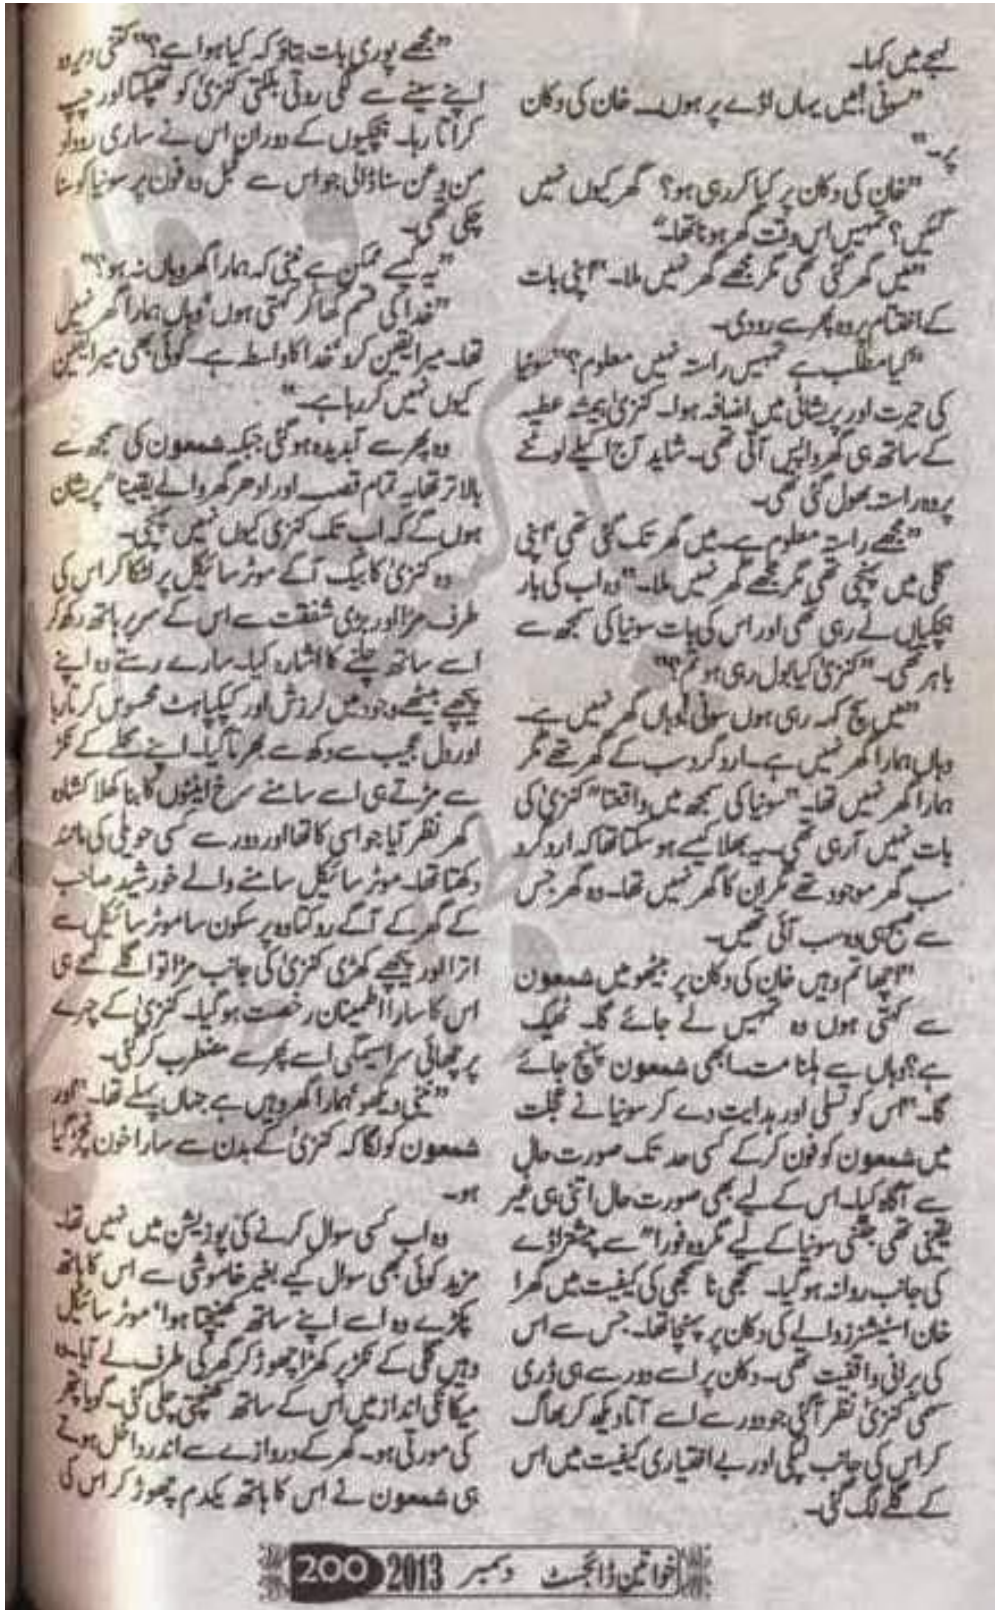 لہجے میں کہا۔
"سونی! میں یہاں اڈے پر ہوں۔ خان کی دکان
پر۔"
"خان کی دکان پر کیا کر رہی ہو؟ گھر کیوں نہیں
گئیں؟ تمہیں اس وقت گھر ہونا تھا۔"
"میں گھر گئی تھی مگر مجھے گھر نہیں ملا۔" اپنی بات
کے اختتام پر وہ پھر سے رو دی۔
"کیا مطلب ہے تمہیں راستہ نہیں معلوم؟" سونیا
کی حیرت اور پریشانی میں اضافہ ہوا۔ کنزیٰ ہمیشہ عطیہ
کے ساتھ ہی گھر واپس آتی تھی۔ شاید آج اکیلے لوٹنے
پر وہ راستہ بھول گئی تھی۔
"مجھے راستہ معلوم ہے۔ میں گھر تک گئی تھی 'اپنی
گلی میں پہنچی تھی مگر مجھے گھر نہیں ملا۔" وہ اب کی بار
ہچکیاں لے رہی تھی اور اس کی بات سونیا کی سمجھ سے
باہر تھی۔ "کنزیٰ کیا بول رہی ہو تم؟"
"میں سچ کہہ رہی ہوں سونی! وہاں گھر نہیں ہے۔
وہاں ہمارا گھر نہیں ہے۔ ارد گرد سب کے گھر تھے مگر
ہمارا گھر نہیں تھا۔" سونیا کی سمجھ میں واقعتا" کنزیٰ کی
بات نہیں آ رہی تھی۔ یہ بھلا کیسے ہو سکتا تھا کہ ارد گرد
سب گھر موجود تھے مگر ان کا گھر نہیں تھا۔ وہ گھر جس
سے صبح ہی وہ سب آئی تھیں۔
"اچھا تم وہیں خان کی دکان پر بیٹھو میں شمعون
سے کہتی ہوں وہ تمہیں لے جائے گا۔ ٹھیک
ہے؟ وہاں سے ہلنا مت۔ ابھی شمعون پہنچ جائے
گا۔" اس کو تسلی اور ہدایت دے کر سونیا نے عجلت
میں شمعون کو فون کر کے کسی حد تک صورت حال
سے آگاہ کیا۔ اس کے لیے بھی صورت حال اتنی ہی غیر
یقینی تھی جتنی سونیا کے لیے مگر وہ فورا" سے پیشتر اڈے
کی جانب روانہ ہو گیا۔ سمجھی نا سمجھی کی کیفیت میں گھرا
خان اسٹیشنرز والے کی دکان پر پہنچا تھا۔ جس سے اس
کی پرانی واقفیت تھی۔ دکان پر اسے دور سے ہی ڈری
سہمی کنزیٰ نظر آ گئی جو دور سے اسے آتا دیکھ کر بھاگ
کر اس کی جانب لپکی اور بے اختیاری کیفیت میں اس
کے گلے لگ گئی۔
"مجھے پوری بات بتاؤ کہ کیا ہوا ہے؟" کتنی دیر وہ
اپنے سینے سے لگی روتی بلکتی کنزیٰ کو تھپکتا اور چپ
کراتا رہا۔ ہچکیوں کے دوران اس نے ساری روداد
من و عن سنا ڈالی جو اس سے قبل وہ فون پر سونیا کو سنا
چکی تھی۔
"یہ کیسے ممکن ہے نبی کہ ہمارا گھر وہاں نہ ہو؟"
"خدا کی قسم کھا کر کہتی ہوں' وہاں ہمارا گھر نہیں
تھا۔ میرا یقین کرو' خدا کا واسطہ ہے۔ کوئی بھی میرا یقین
کیوں نہیں کر رہا ہے۔"
وہ پھر سے آبدیدہ ہو گئی جبکہ شمعون کی سمجھ سے
بالاتر تھا یہ تمام قصہ۔ اور ادھر گھر والے یقینا" پریشان
ہوں گے کہ اب تک کنزیٰ کیوں نہیں پہنچی۔
وہ کنزیٰ کا بیگ آگے موٹر سائیکل پر لٹکا کر اس کی
طرف مڑا اور بڑی شفقت سے اس کے سر پر ہاتھ رکھ کر
اسے ساتھ چلنے کا اشارہ کیا۔ سارے رستے وہ اپنے
پیچھے بیٹھے وجود میں لرزش اور کپکپاہٹ محسوس کرتا رہا
اور دل عجیب سے دکھ سے بھرتا گیا۔ اپنے محلے کے نکڑ
سے مڑتے ہی اسے سامنے سرخ اینٹوں کا بنا کھلا کشادہ
گھر نظر آیا جو اسی کا تھا اور دور سے کسی حویلی کی مانند
دکھتا تھا۔ موٹر سائیکل سامنے والے خورشید صاحب
کے گھر کے آگے روکتا وہ پر سکون سا موٹر سائیکل سے
اترا اور پیچھے کھڑی کنزیٰ کی جانب مڑا تو اگلے لمحے ہی
اس کا سارا اطمینان رخصت ہو گیا۔ کنزیٰ کے چہرے
پر چھائی سراسیمگی اسے پھر سے مضطرب کر گئی۔
"نبی دیکھو' ہمارا گھر وہیں ہے جہاں پہلے تھا۔" اور
شمعون کو لگا کہ کنزیٰ کے بدن سے سارا خون نچڑ گیا
ہو۔
وہ اب کسی سوال کرنے کی پوزیشن میں نہیں تھا۔
مزید کوئی بھی سوال کیے بغیر خاموشی سے اس کا ہاتھ
پکڑے وہ اسے اپنے ساتھ کھینچتا ہوا' موٹر سائیکل
وہیں گلی کے نکڑ پر کھڑا چھوڑ کر گھر کی طرف لے آیا۔ وہ
میکانکی انداز میں اس کے ساتھ کھنچتی چلی گئی۔ گویا پتھر
کی مورتی ہو۔ گھر کے دروازے سے اندر داخل ہوتے
ہی شمعون نے اس کا ہاتھ یکدم چھوڑ کر اس کی
خواتین ڈائجسٹ دسمبر 2013 200